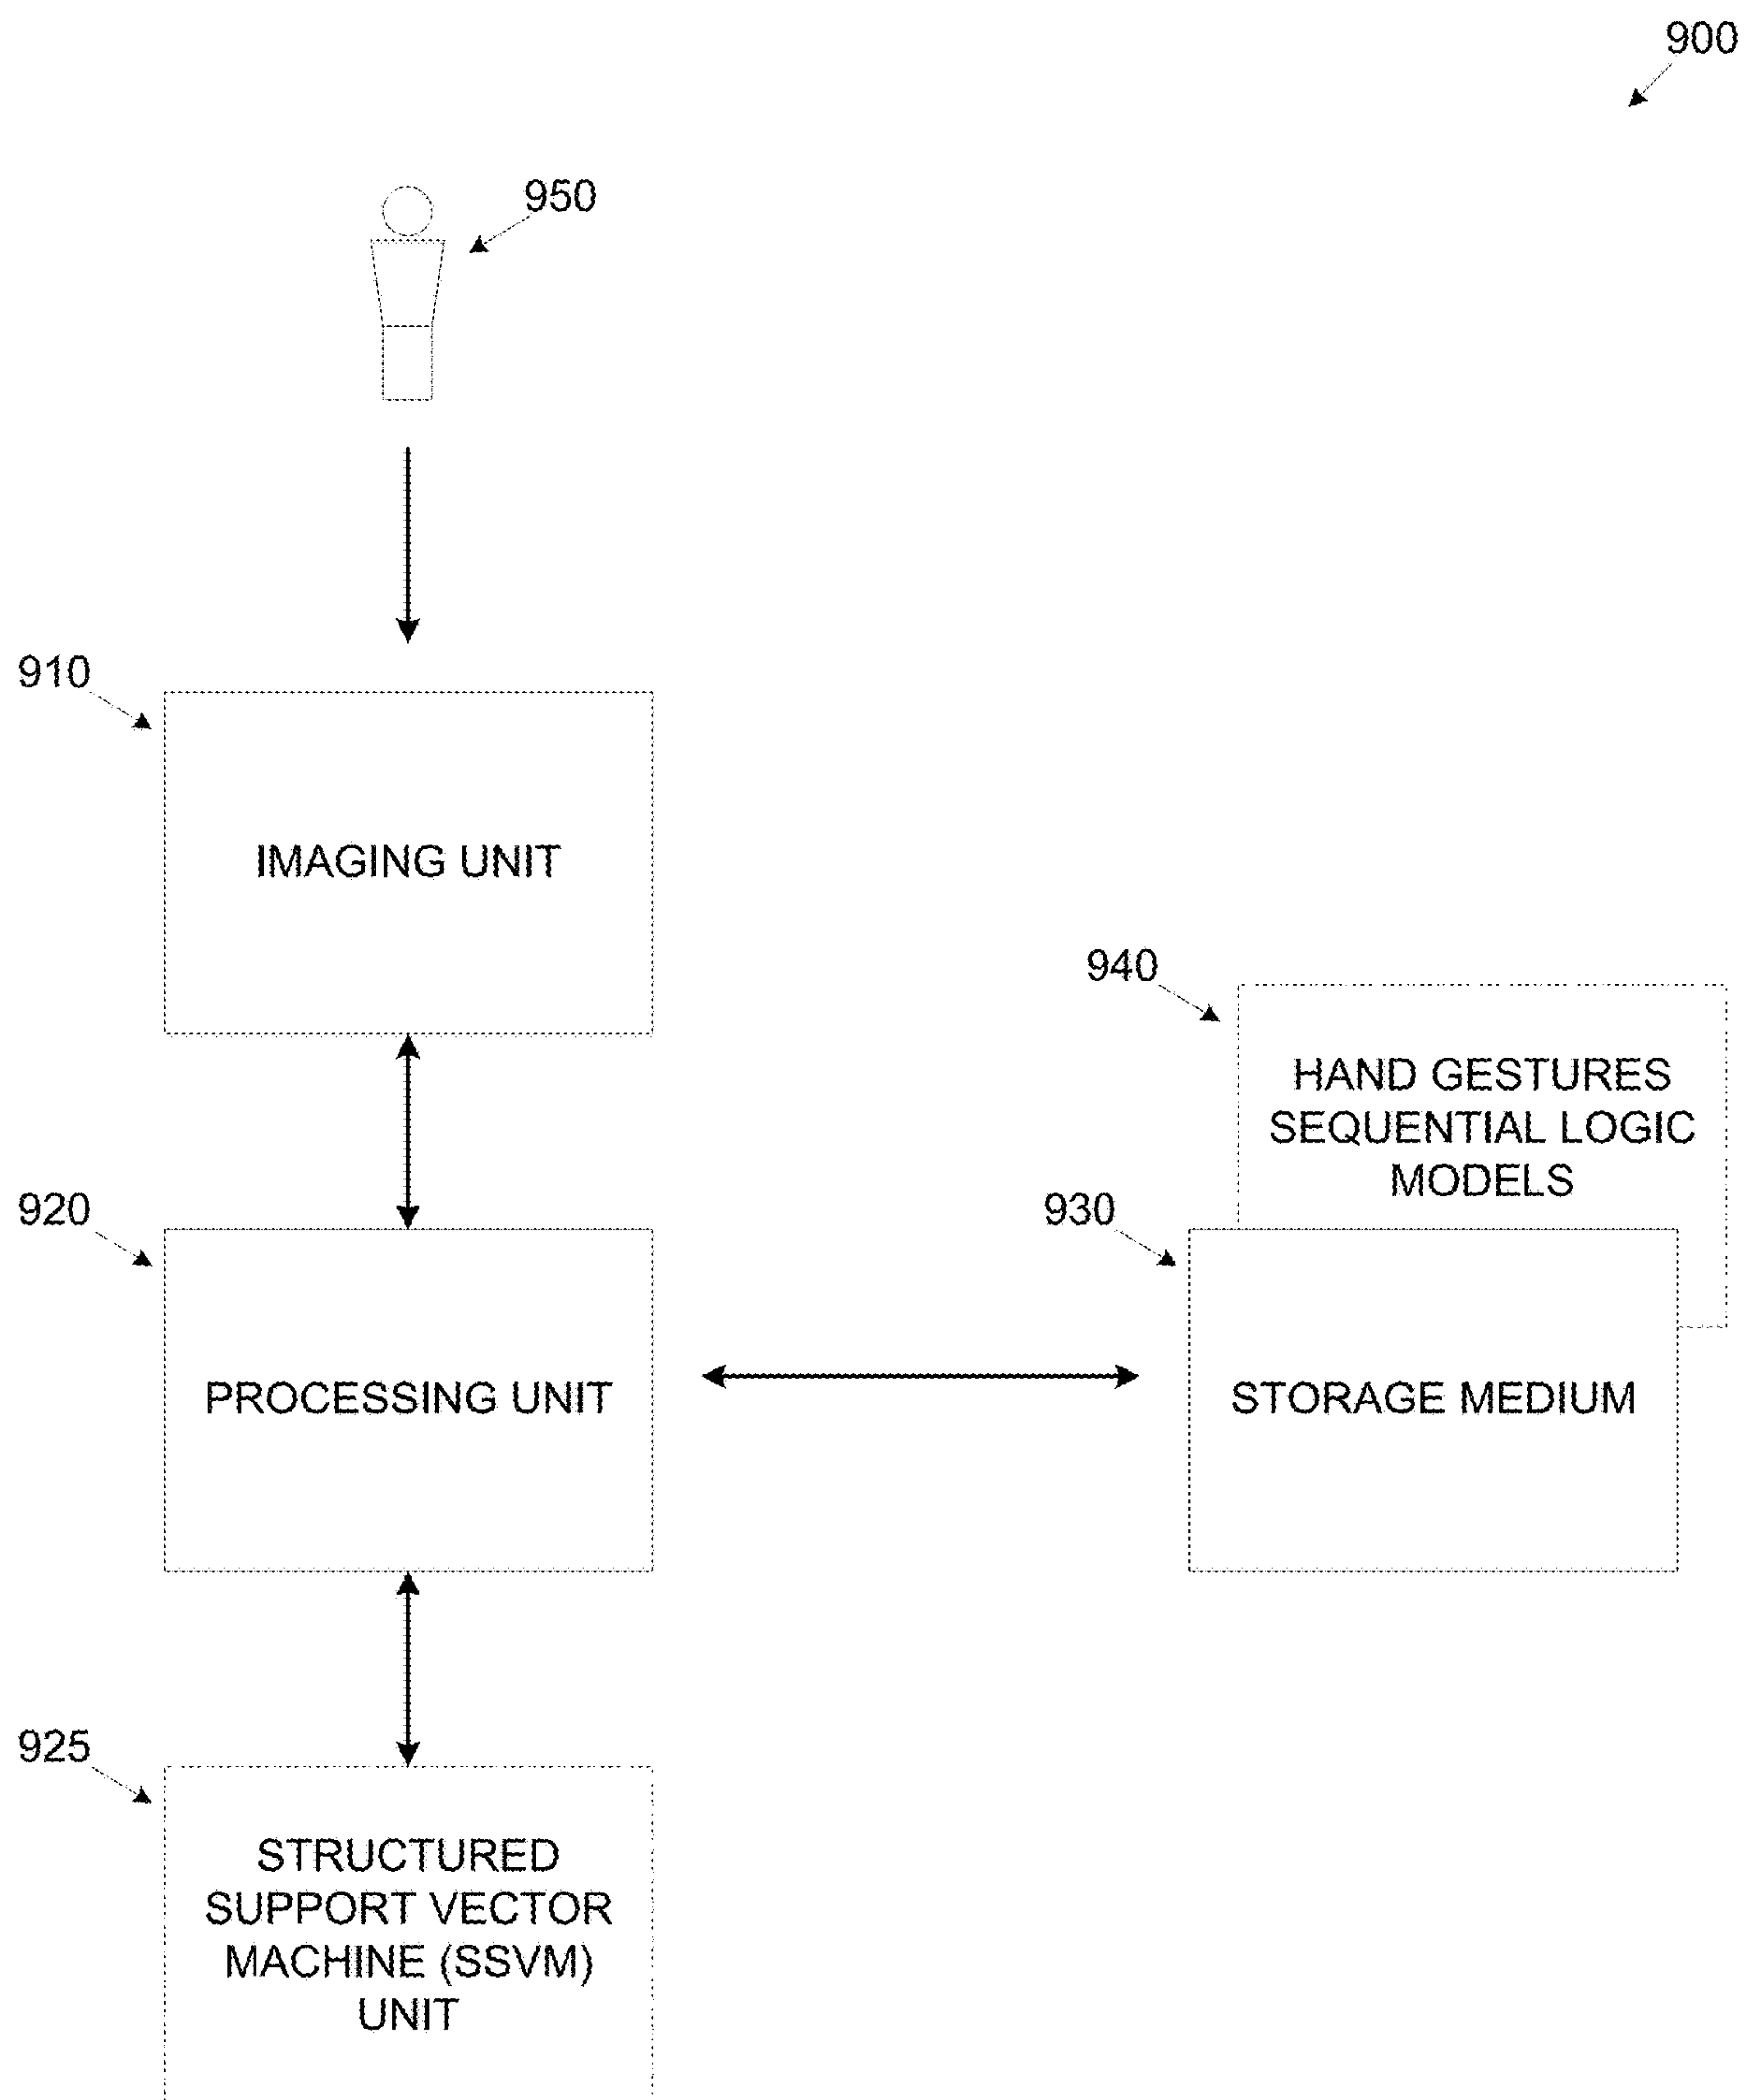 900
950
910
IMAGING UNIT
940
HAND GESTURES
SEQUENTIAL LOGIC
MODELS
920
930
PROCESSING UNIT
STORAGE MEDIUM
925
STRUCTURED
SUPPORT VECTOR
MACHINE (SSVM)
UNIT